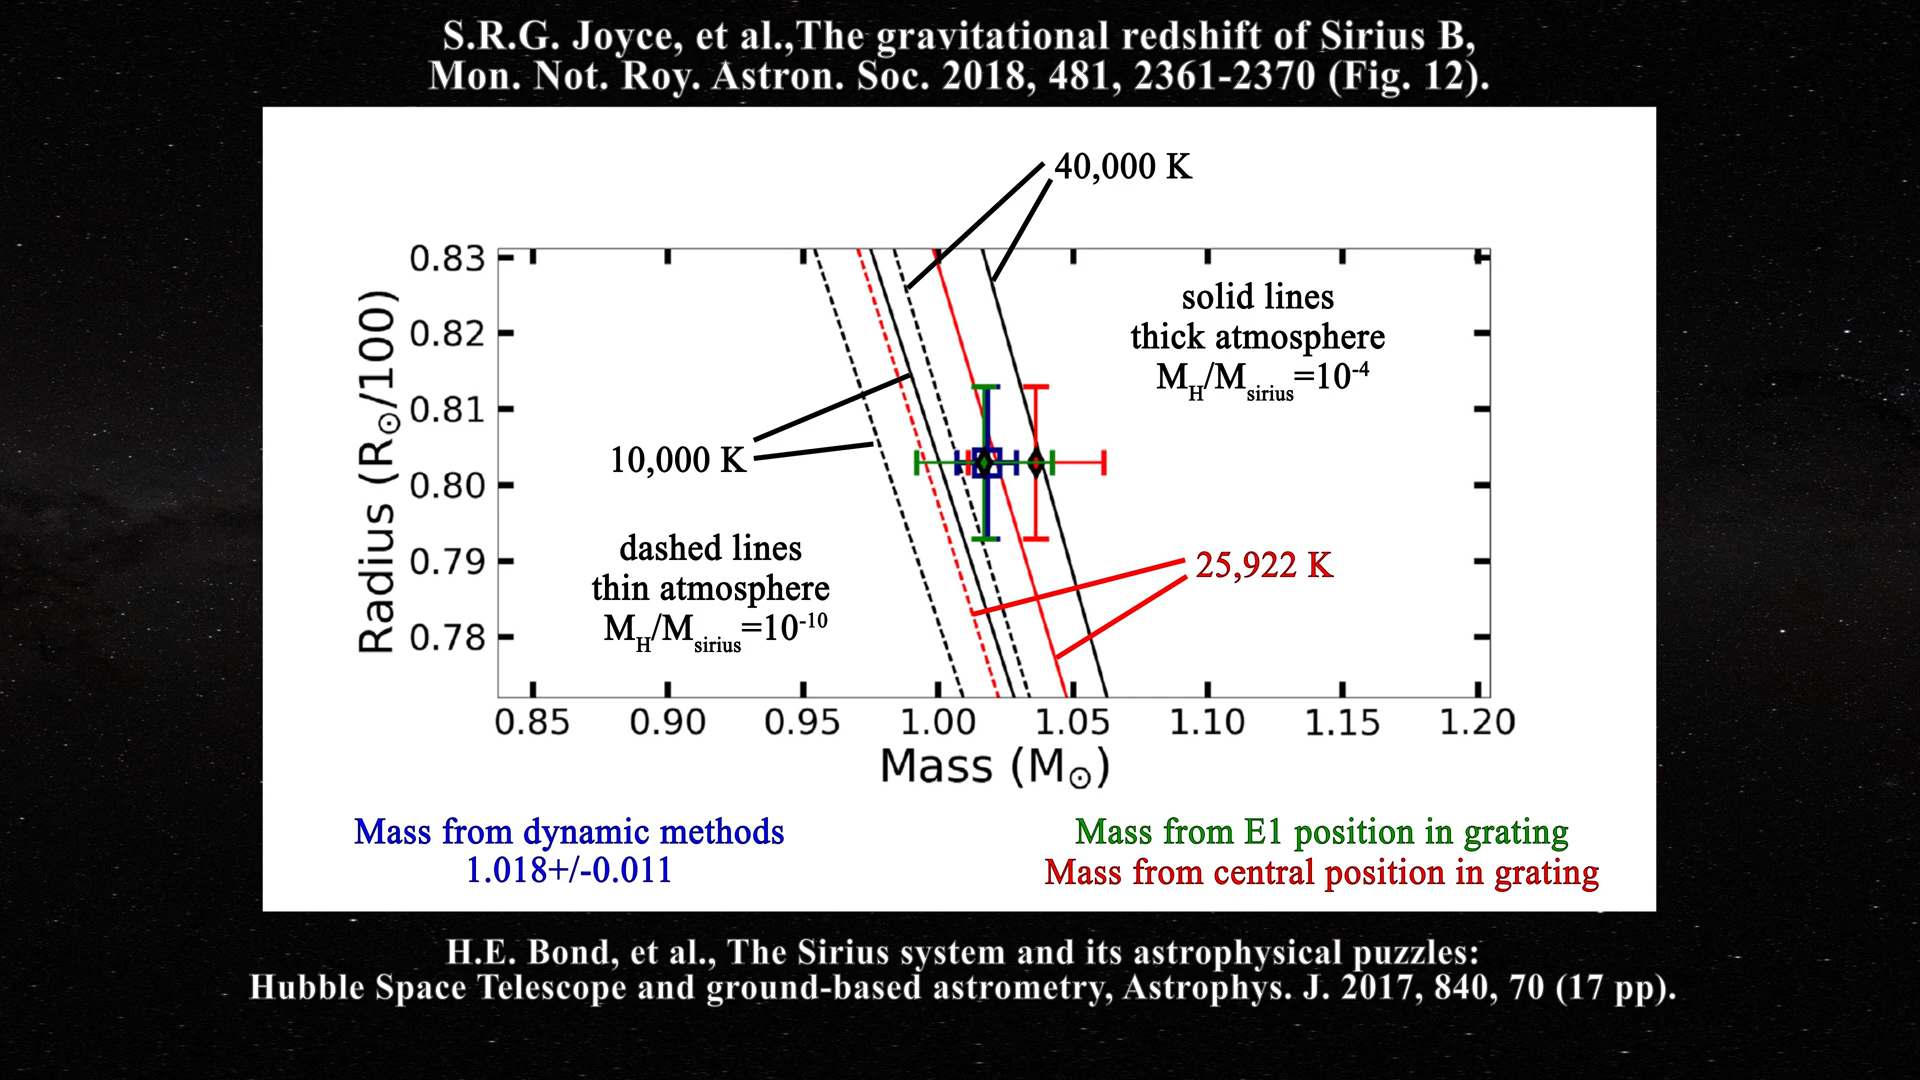 S.R.G. Joyce, et al.,The gravitational redshift of Sirius B,
Mon. Not. Roy. Astron. Soc. 2018, 481, 2361-2370 (Fig. 12).
40,000 K
0.83
0.82
0.81
0.80
0.79
0.78
Radius (R☉/100)
solid lines
thick atmosphere
M_H/M_sirius=10^-4
10,000 K
dashed lines
thin atmosphere
M_H/M_sirius=10^-10
25,922 K
0.85 0.90 0.95 1.00 1.05 1.10 1.15 1.20
Mass (M☉)
Mass from dynamic methods
1.018+/-0.011
Mass from E1 position in grating
Mass from central position in grating
H.E. Bond, et al., The Sirius system and its astrophysical puzzles:
Hubble Space Telescope and ground-based astrometry, Astrophys. J. 2017, 840, 70 (17 pp).